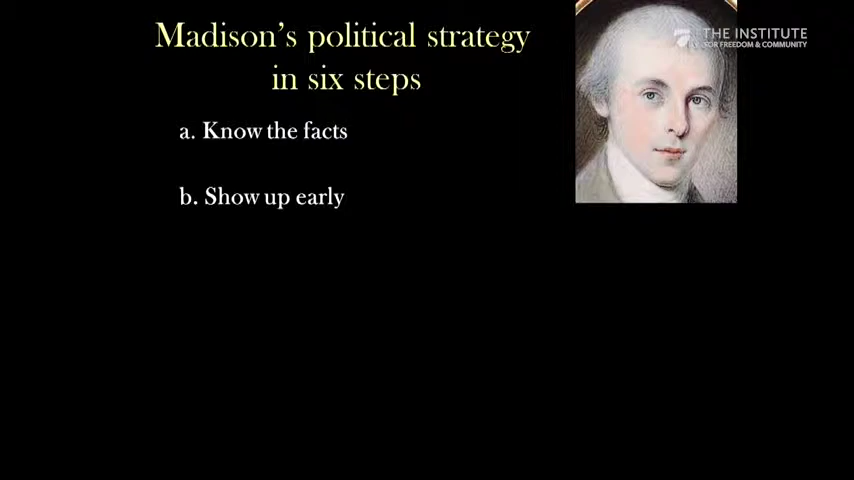 Madison's political strategy
in six steps
THE INSTITUTE
FOR FREEDOM & COMMUNITY
a. Know the facts
b. Show up early